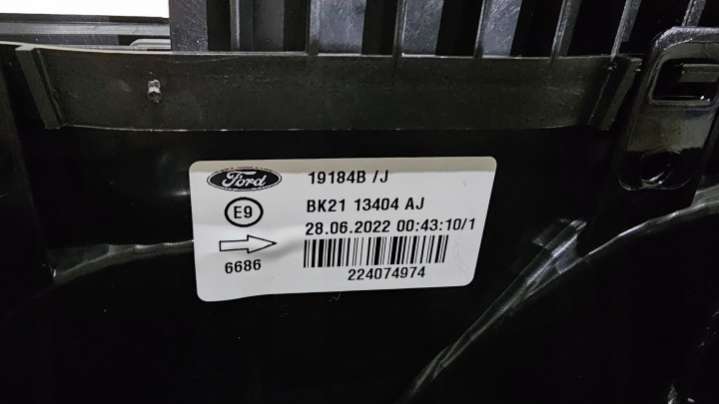 Ford
19184B /J
E9
BK21 13404 AJ
28.06.2022 00:43:10/1
6686
224074974